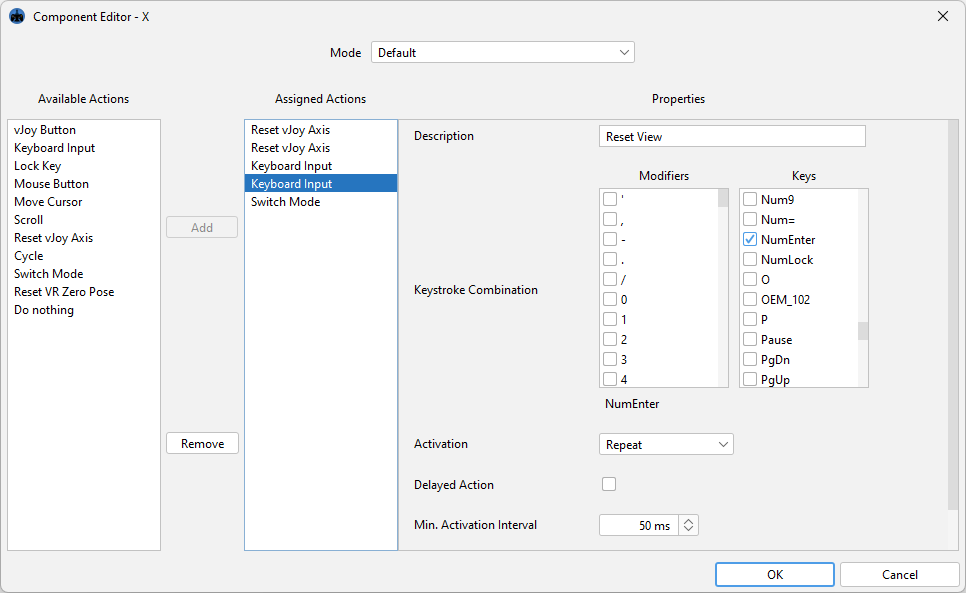 Component Editor - X
Mode
Default
Available Actions
Assigned Actions
Properties
vJoy Button
Keyboard Input
Lock Key
Mouse Button
Move Cursor
Scroll
Reset vJoy Axis
Cycle
Switch Mode
Reset VR Zero Pose
Do nothing
Add
Remove
Reset vJoy Axis
Reset vJoy Axis
Keyboard Input
Keyboard Input
Switch Mode
Description
Reset View
Keystroke Combination
Modifiers
'
,
-
.
/
0
1
2
3
4
Keys
Num9
Num=
NumEnter
NumLock
O
OEM_102
P
Pause
PgDn
PgUp
NumEnter
Activation
Repeat
Delayed Action
Min. Activation Interval
50 ms
OK
Cancel